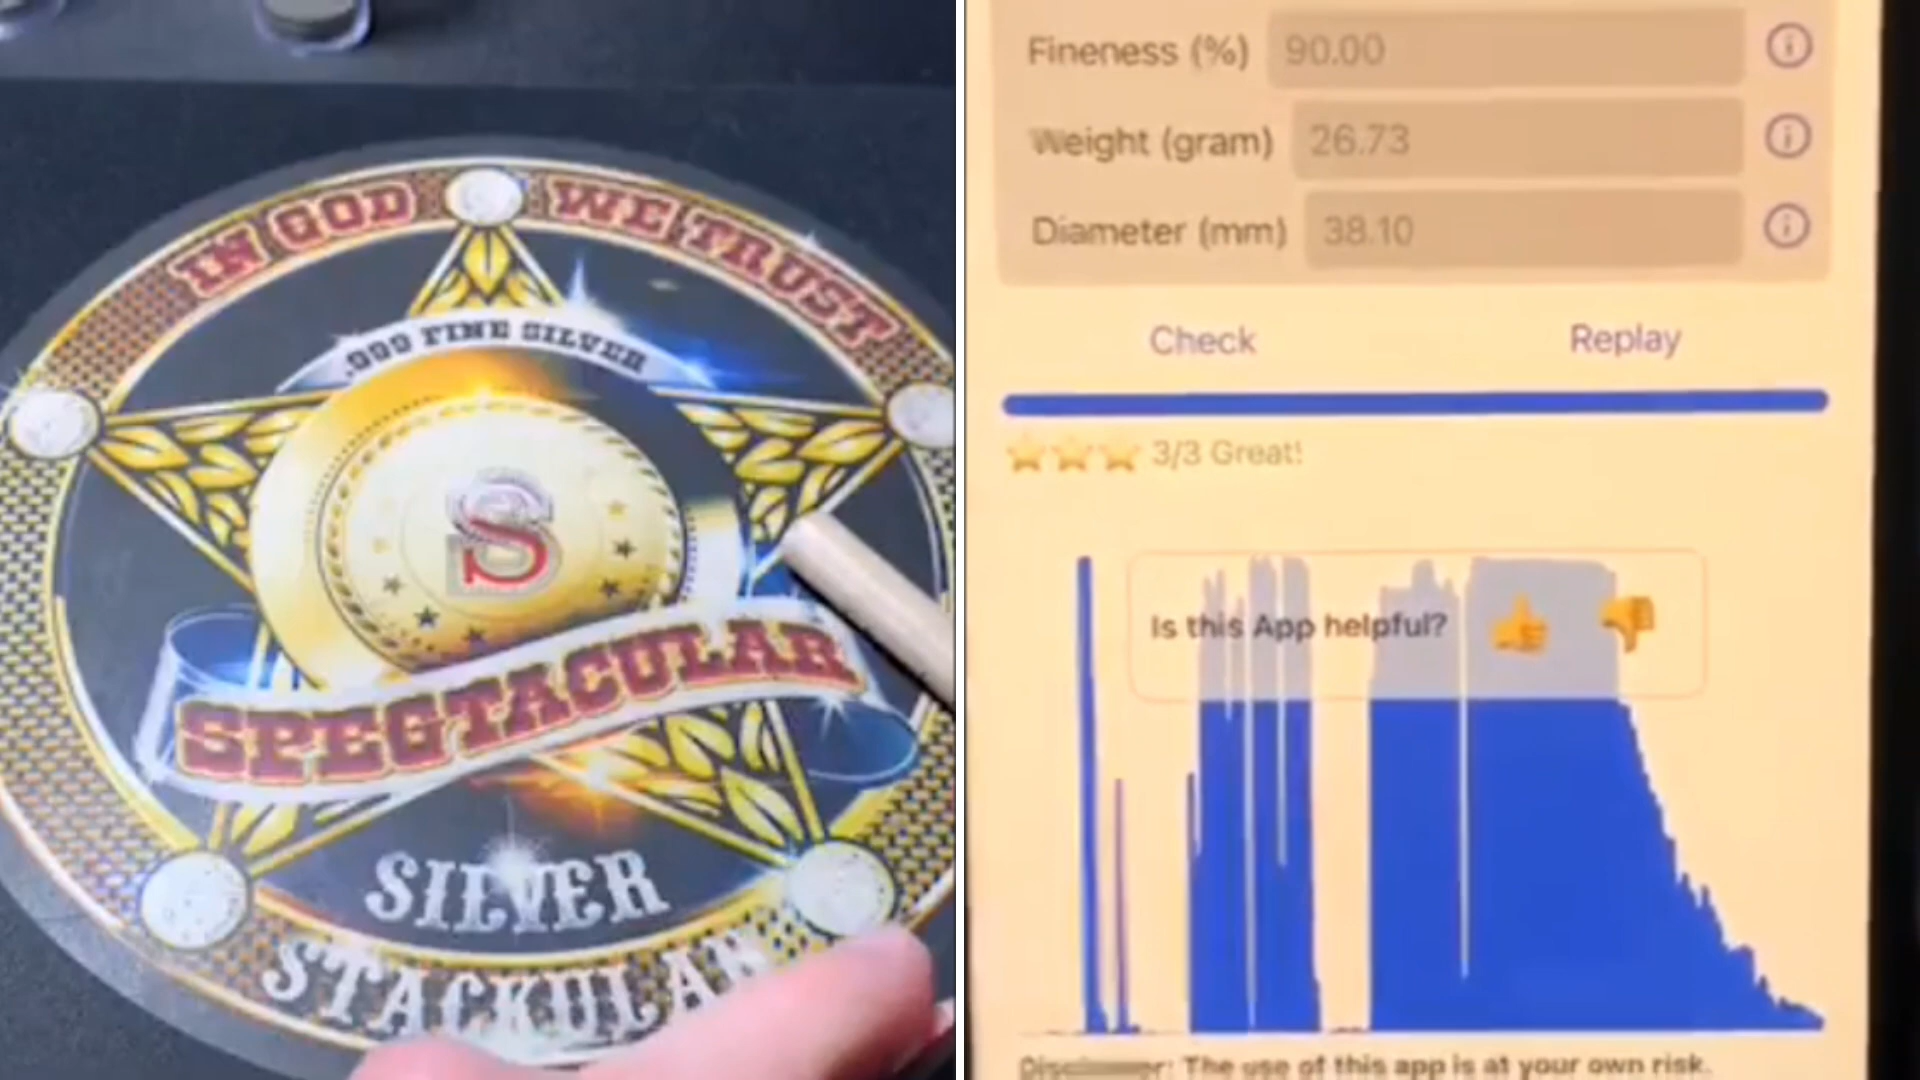 IN GOD WE TRUST
.999 FINE SILVER
S
SPEGTACULAR
SILVER
STACKULAR
Fineness (%) 90.00
Weight (gram) 26.73
Diameter (mm) 38.10
Check Replay
3/3 Great!
Is this App helpful?
Disclaimer: The use of this app is at your own risk.